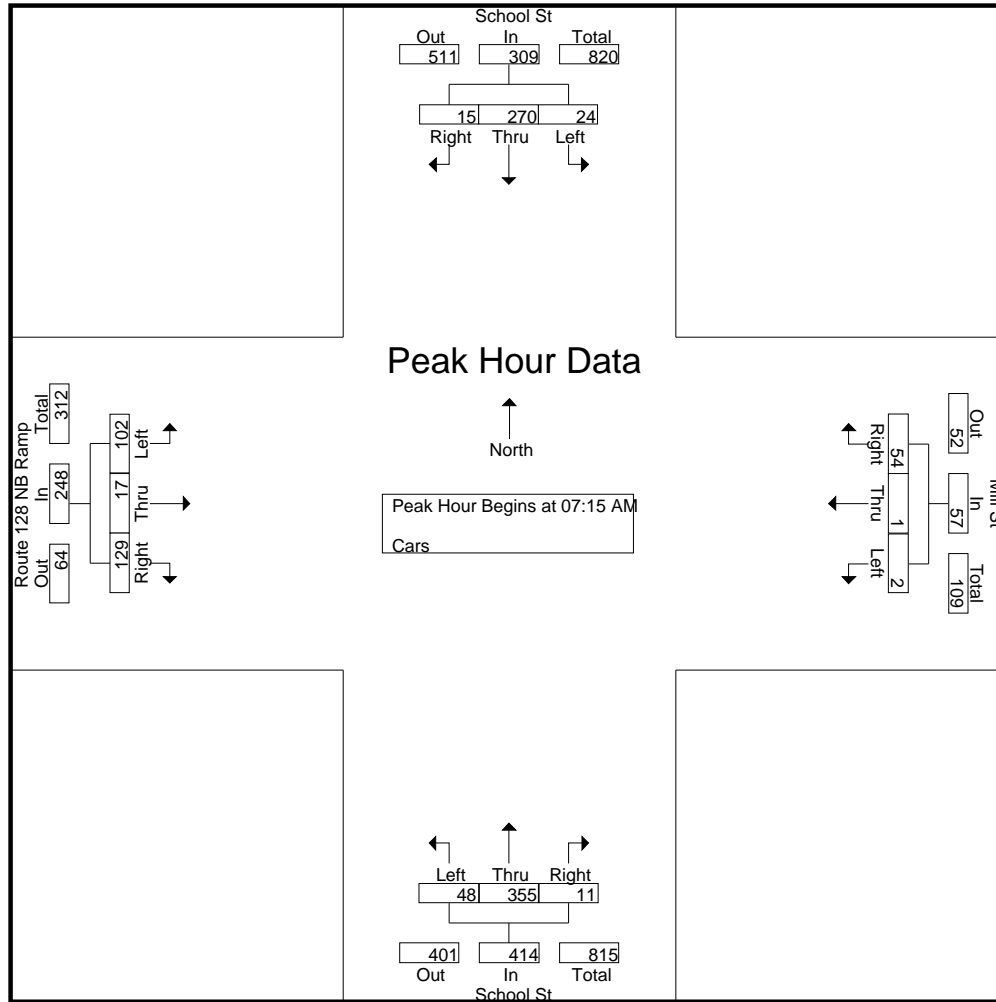 School St
Out In Total
511 309 820
15 270 24
Right Thru Left
Peak Hour Data
North
Peak Hour Begins at 07:15 AM
Cars
Route 128 NB Ramp
Total In Out
312 248 64
102 17 129
Left Thru Right
Right Thru Left
54 1 2
52 57 109
Out In Total
Mill St
Left Thru Right
48 355 11
401 414 815
Out In Total
School St